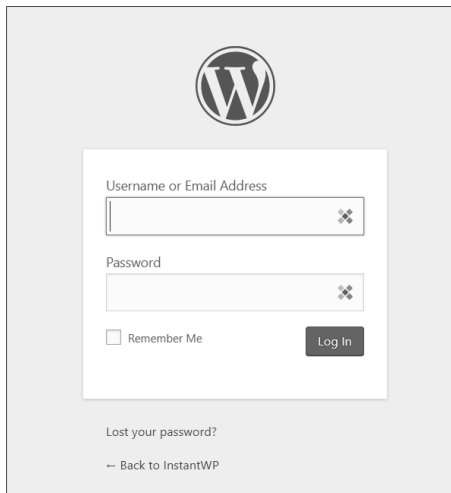 Username or Email Address
Password
Remember Me
Log In
Lost your password?
← Back to InstantWP